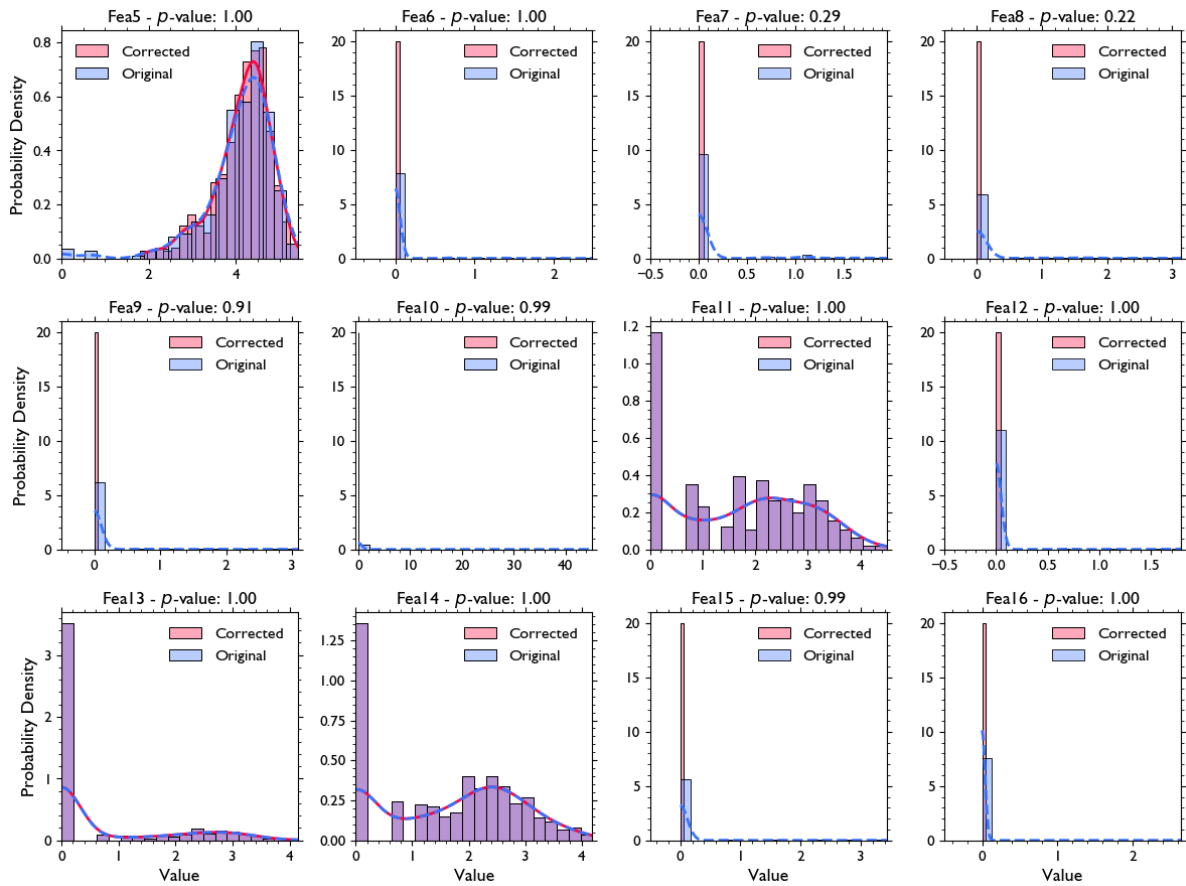 Fea5 - p-value: 1.00
Fea6 - p-value: 1.00
Fea7 - p-value: 0.29
Fea8 - p-value: 0.22
Probability Density
0.8
0.6
0.4
0.2
0.0
0 2 4
Corrected
Original
20
15
10
5
0
0 1 2
Corrected
Original
20
15
10
5
0
−0.5 0.0 0.5 1.0 1.5
Corrected
Original
20
15
10
5
0
0 1 2 3
Corrected
Original
Fea9 - p-value: 0.91
Fea10 - p-value: 0.99
Fea11 - p-value: 1.00
Fea12 - p-value: 1.00
Probability Density
20
15
10
5
0
0 1 2 3
Corrected
Original
20
15
10
5
0
0 10 20 30 40
Corrected
Original
1.2
1.0
0.8
0.6
0.4
0.2
0.0
0 1 2 3 4
Corrected
Original
20
15
10
5
0
−0.5 0.0 0.5 1.0 1.5
Corrected
Original
Fea13 - p-value: 1.00
Fea14 - p-value: 1.00
Fea15 - p-value: 0.99
Fea16 - p-value: 1.00
Probability Density
3
2
1
0
0 1 2 3 4
Value
Corrected
Original
1.25
1.00
0.75
0.50
0.25
0.00
0 1 2 3 4
Value
Corrected
Original
20
15
10
5
0
0 1 2 3
Value
Corrected
Original
20
15
10
5
0
0 1 2
Value
Corrected
Original